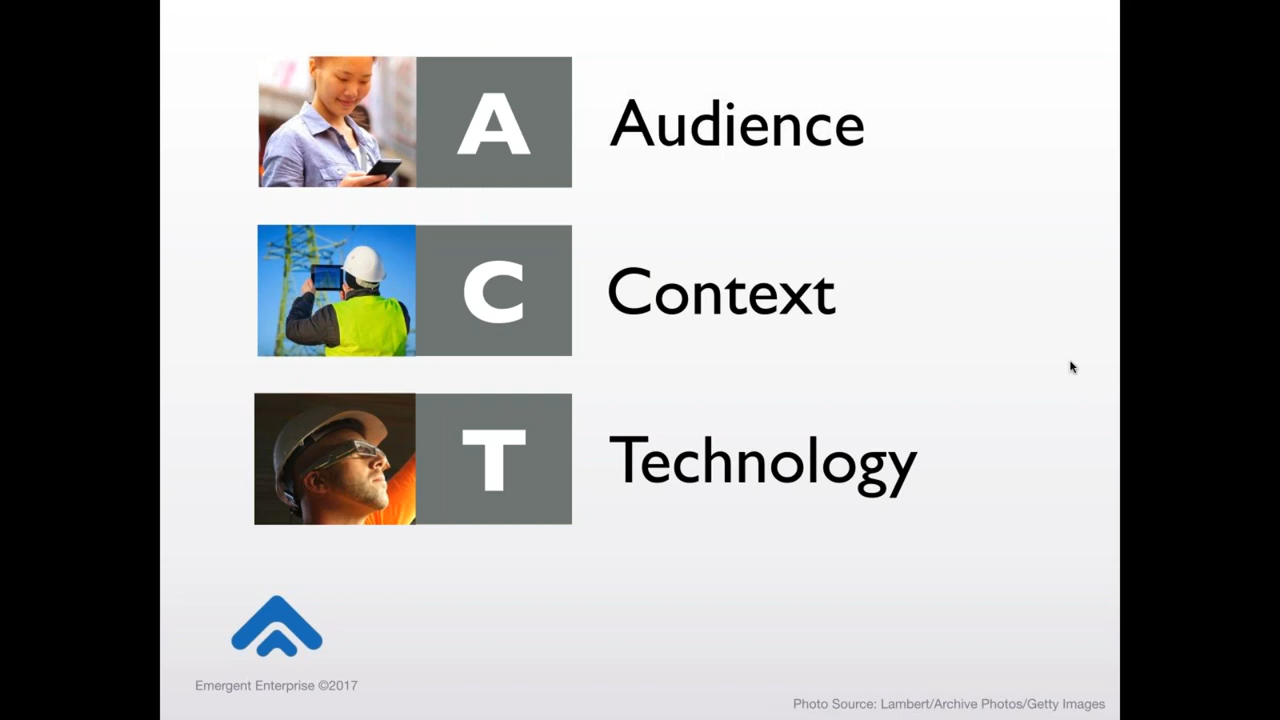 A Audience
C Context
T Technology
Emergent Enterprise ©2017
Photo Source: Lambert/Archive Photos/Getty Images